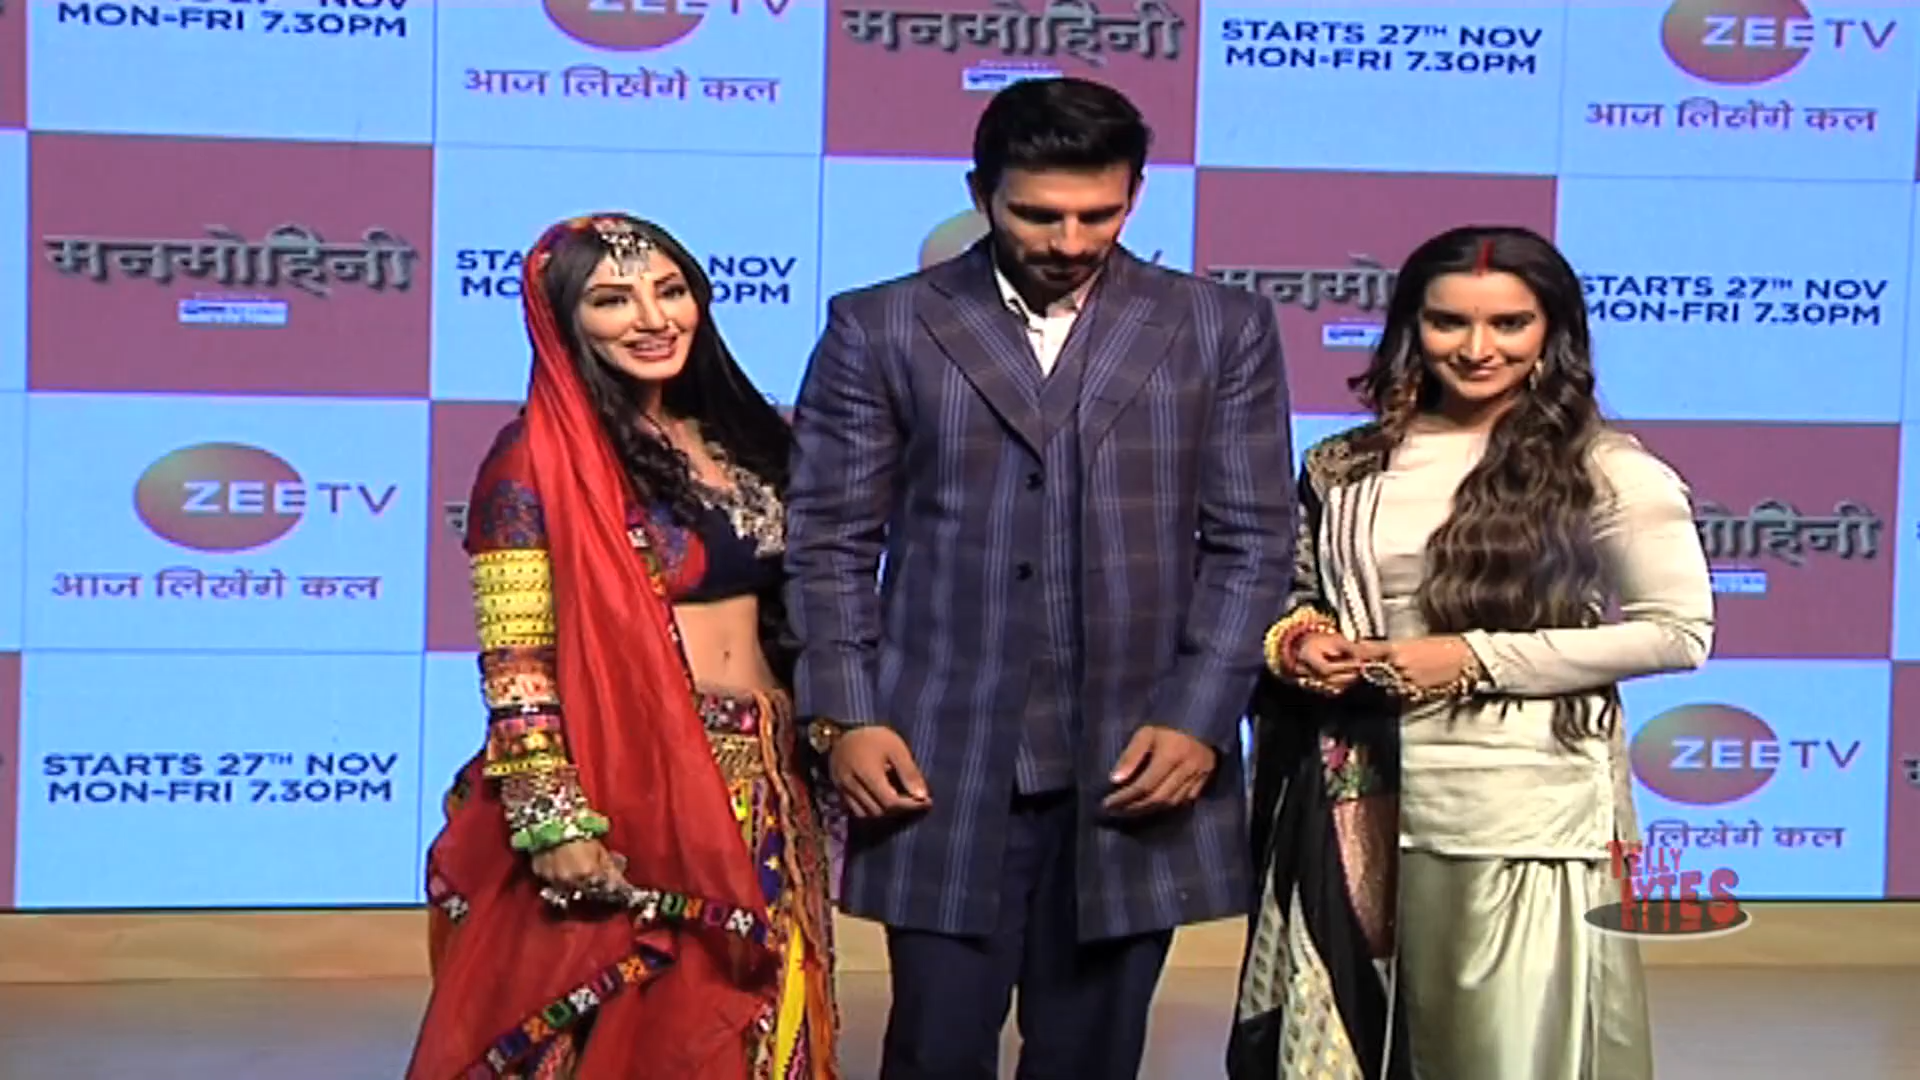 MON-FRI 7.30PM
ZEE TV
आज लिखेंगे कल
मनमोहिनी
STARTS 27TH NOV
MON-FRI 7.30PM
ZEE TV
आज लिखेंगे कल
मनमोहिनी
NOV
STARTS 27TH NOV
MON-FRI 7.30PM
ZEE TV
आज लिखेंगे कल
STARTS 27TH NOV
MON-FRI 7.30PM
ZEE TV
लिखेंगे कल
TELLY
BYTES